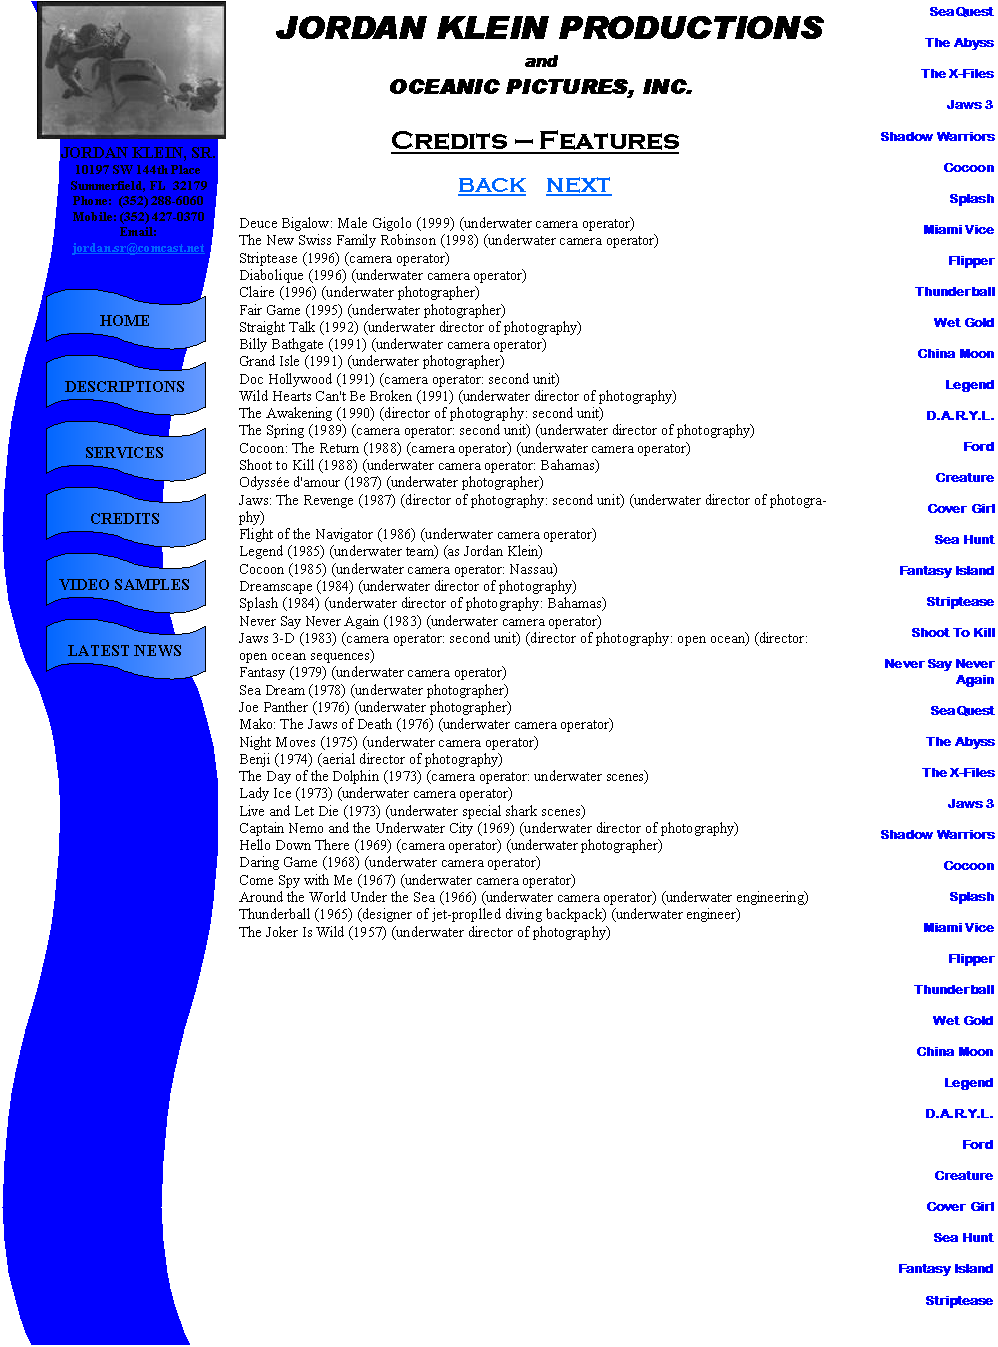 JORDAN KLEIN PRODUCTIONS
and
OCEANIC PICTURES, INC.
Credits – Features
BACK NEXT
JORDAN KLEIN, SR.
10197 SW 144th Place
Summerfield, FL 32179
Phone: (352) 288-6060
Mobile: (352) 427-0370
Email:
jordan.sr@comcast.net
HOME
DESCRIPTIONS
SERVICES
CREDITS
VIDEO SAMPLES
LATEST NEWS
Deuce Bigalow: Male Gigolo (1999) (underwater camera operator)
The New Swiss Family Robinson (1998) (underwater camera operator)
Striptease (1996) (camera operator)
Diabolique (1996) (underwater camera operator)
Claire (1996) (underwater photographer)
Fair Game (1995) (underwater photographer)
Straight Talk (1992) (underwater director of photography)
Billy Bathgate (1991) (underwater camera operator)
Grand Isle (1991) (underwater photographer)
Doc Hollywood (1991) (camera operator: second unit)
Wild Hearts Can't Be Broken (1991) (underwater director of photography)
The Awakening (1990) (director of photography: second unit)
The Spring (1989) (camera operator: second unit) (underwater director of photography)
Cocoon: The Return (1988) (camera operator) (underwater camera operator)
Shoot to Kill (1988) (underwater camera operator: Bahamas)
Odyssée d'amour (1987) (underwater photographer)
Jaws: The Revenge (1987) (director of photography: second unit) (underwater director of photogra-
phy)
Flight of the Navigator (1986) (underwater camera operator)
Legend (1985) (underwater team) (as Jordan Klein)
Cocoon (1985) (underwater camera operator: Nassau)
Dreamscape (1984) (underwater director of photography)
Splash (1984) (underwater director of photography: Bahamas)
Never Say Never Again (1983) (underwater camera operator)
Jaws 3-D (1983) (camera operator: second unit) (director of photography: open ocean) (director:
open ocean sequences)
Fantasy (1979) (underwater camera operator)
Sea Dream (1978) (underwater photographer)
Joe Panther (1976) (underwater photographer)
Mako: The Jaws of Death (1976) (underwater camera operator)
Night Moves (1975) (underwater camera operator)
Benji (1974) (aerial director of photography)
The Day of the Dolphin (1973) (camera operator: underwater scenes)
Lady Ice (1973) (underwater camera operator)
Live and Let Die (1973) (underwater special shark scenes)
Captain Nemo and the Underwater City (1969) (underwater director of photography)
Hello Down There (1969) (camera operator) (underwater photographer)
Daring Game (1968) (underwater camera operator)
Come Spy with Me (1967) (underwater camera operator)
Around the World Under the Sea (1966) (underwater camera operator) (underwater engineering)
Thunderball (1965) (designer of jet-proplled diving backpack) (underwater engineer)
The Joker Is Wild (1957) (underwater director of photography)
SeaQuest
The Abyss
The X-Files
Jaws 3
Shadow Warriors
Cocoon
Splash
Miami Vice
Flipper
Thunderball
Wet Gold
China Moon
Legend
D.A.R.Y.L.
Ford
Creature
Cover Girl
Sea Hunt
Fantasy Island
Striptease
Shoot To Kill
Never Say Never
Again
SeaQuest
The Abyss
The X-Files
Jaws 3
Shadow Warriors
Cocoon
Splash
Miami Vice
Flipper
Thunderball
Wet Gold
China Moon
Legend
D.A.R.Y.L.
Ford
Creature
Cover Girl
Sea Hunt
Fantasy Island
Striptease